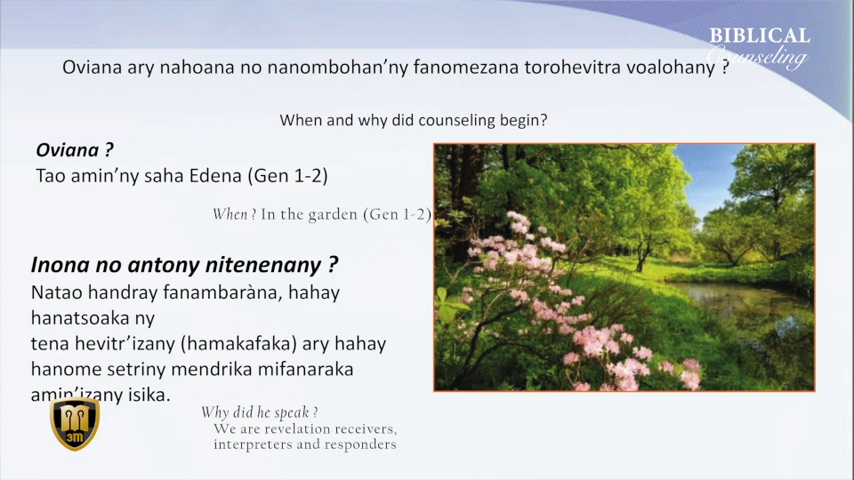 BIBLICAL
Counseling
Oviana ary nahoana no nanombohan’ny fanomezana torohevitra voalohany ?
When and why did counseling begin?
Oviana ?
Tao amin’ny saha Edena (Gen 1-2)
When ? In the garden (Gen 1-2)
Inona no antony nitenenany ?
Natao handray fanambaràna, hahay
hanatsoaka ny
tena hevitr’izany (hamakafaka) ary hahay
hanome setriny mendrika mifanaraka
amin’izany isika.
Why did he speak ?
We are revelation receivers,
interpreters and responders
3M